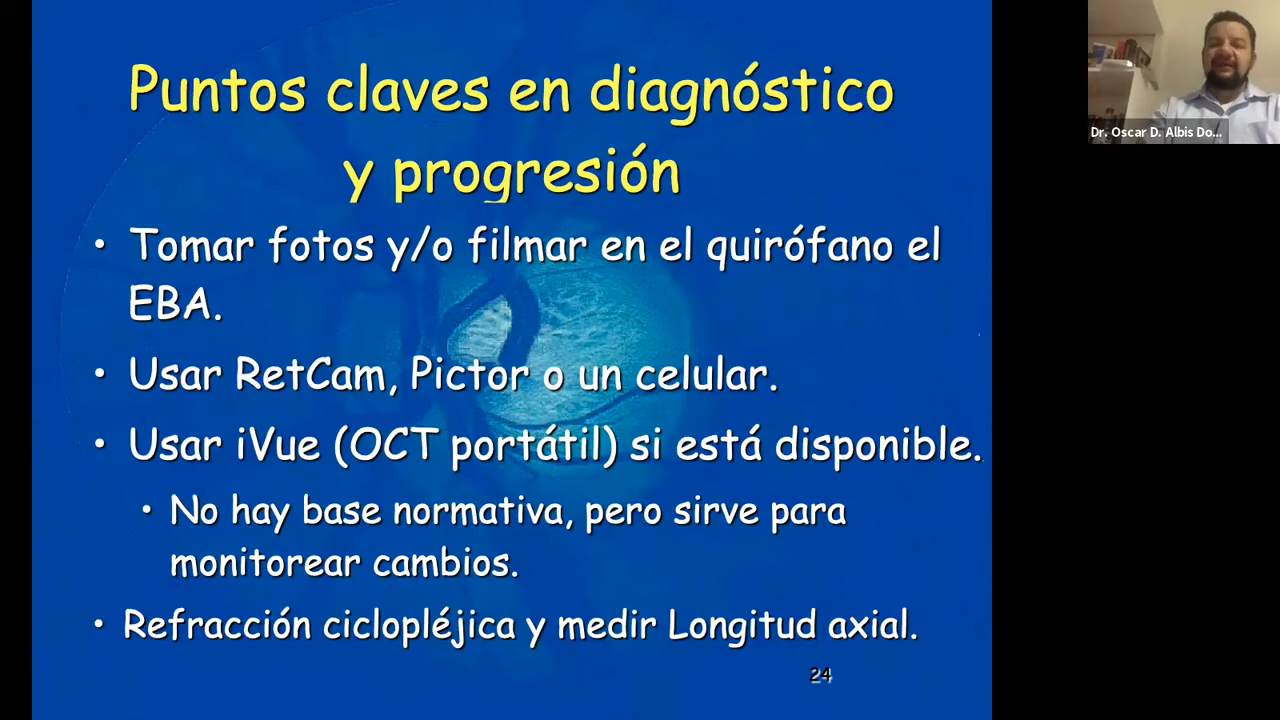 Puntos claves en diagnóstico
y progresión
• Tomar fotos y/o filmar en el quirófano el
EBA.
• Usar RetCam, Pictor o un celular.
• Usar iVue (OCT portátil) si está disponible.
• No hay base normativa, pero sirve para
monitorear cambios.
• Refracción ciclopléjica y medir Longitud axial.
24
Dr. Oscar D. Albis Do...